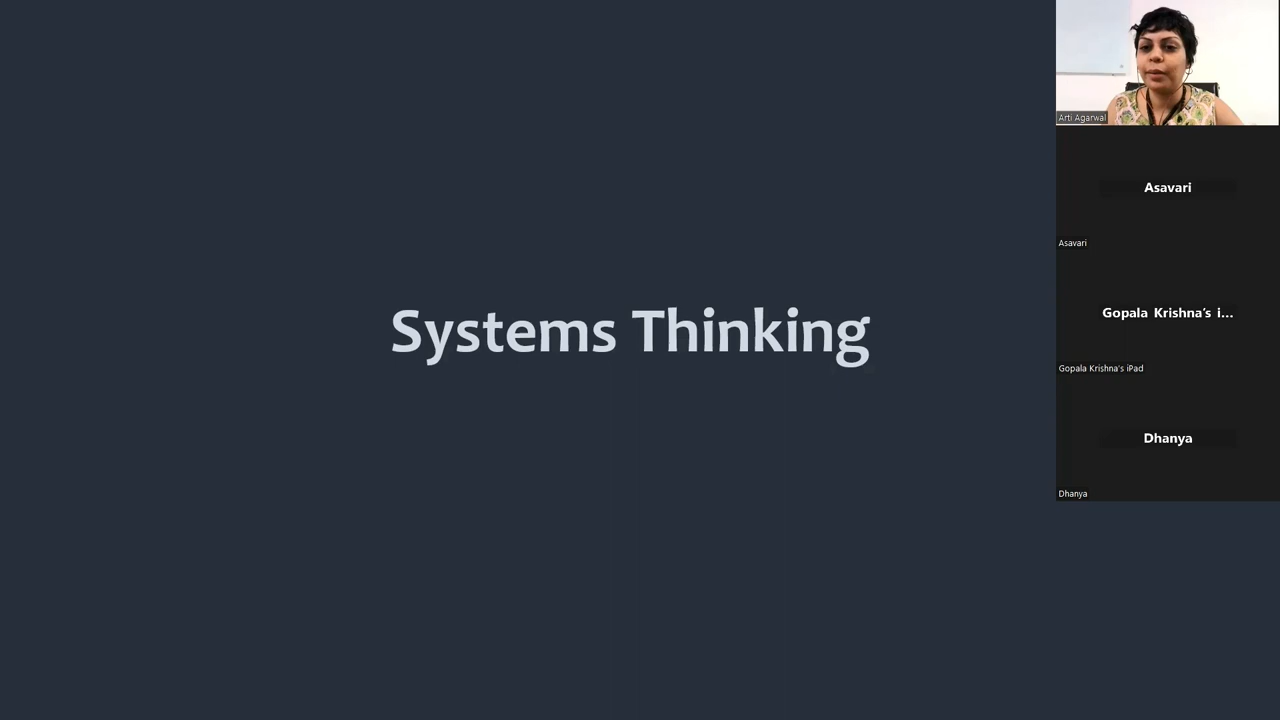 Systems Thinking
Arti Agarwal
Asavari
Asavari
Gopala Krishna's i...
Gopala Krishna's iPad
Dhanya
Dhanya